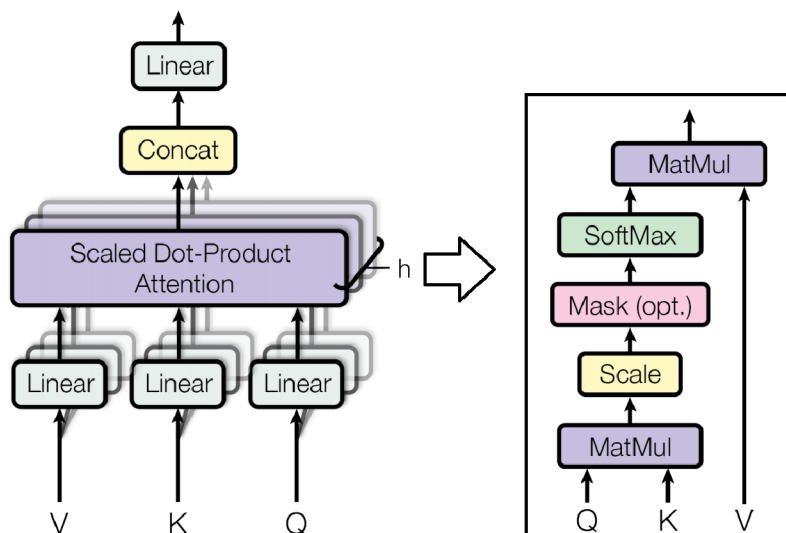 Linear
Concat
Scaled Dot-Product
Attention
h
Linear
Linear
Linear
V
K
Q
MatMul
SoftMax
Mask (opt.)
Scale
MatMul
Q
K
V